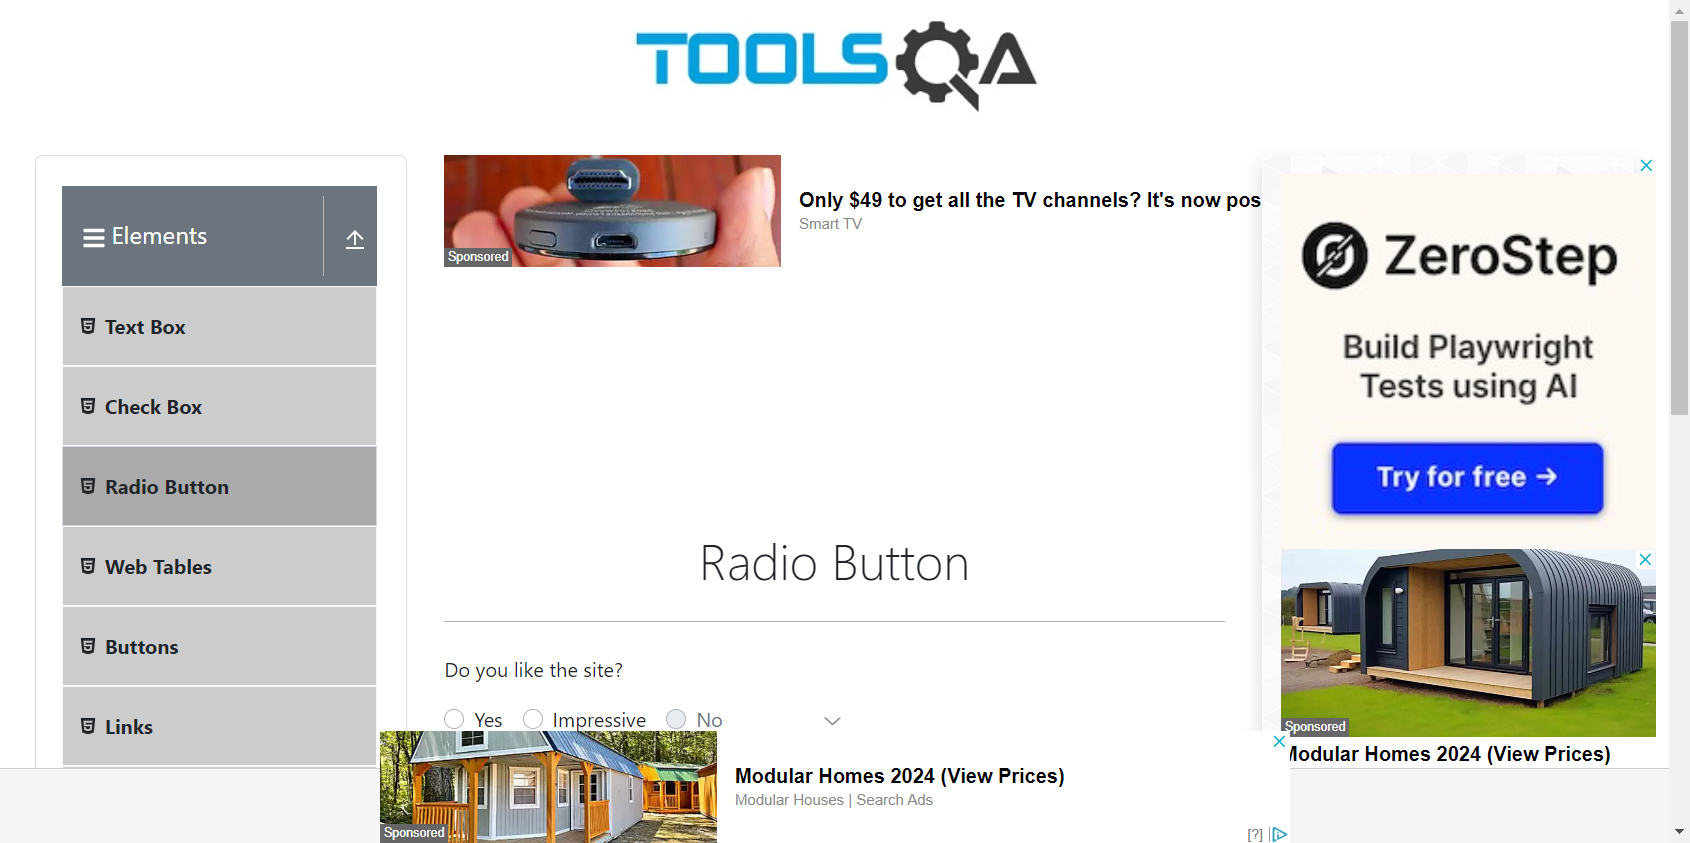 TOOLSQA
Elements
Text Box
Check Box
Radio Button
Web Tables
Buttons
Links
Sponsored
Only $49 to get all the TV channels? It's now pos
Smart TV
Radio Button
Do you like the site?
Yes
Impressive
No
Sponsored
Modular Homes 2024 (View Prices)
Modular Houses | Search Ads
[?]
ZeroStep
Build Playwright
Tests using AI
Try for free →
Sponsored
Modular Homes 2024 (View Prices)